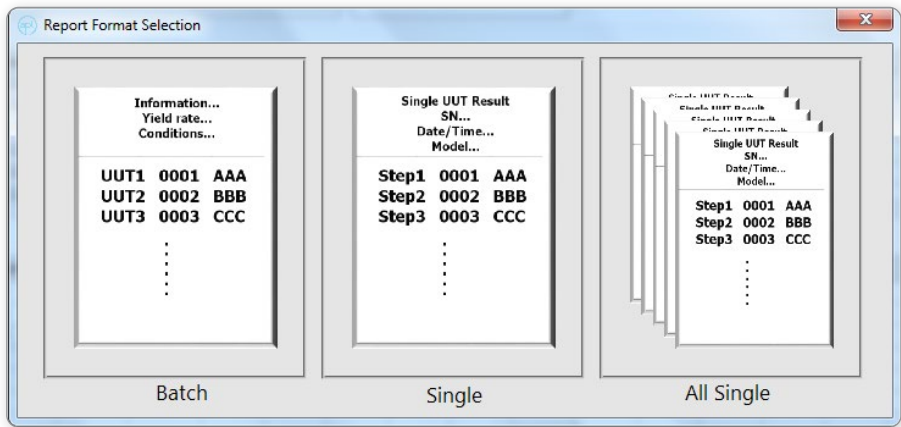 Report Format Selection
Information...
Yield rate...
Conditions...
UUT1 0001 AAA
UUT2 0002 BBB
UUT3 0003 CCC
Batch
Single UUT Result
SN...
Date/Time...
Model...
Step1 0001 AAA
Step2 0002 BBB
Step3 0003 CCC
Single
Single UUT Result
SN...
Date/Time...
Model...
Step1 0001 AAA
Step2 0002 BBB
Step3 0003 CCC
All Single